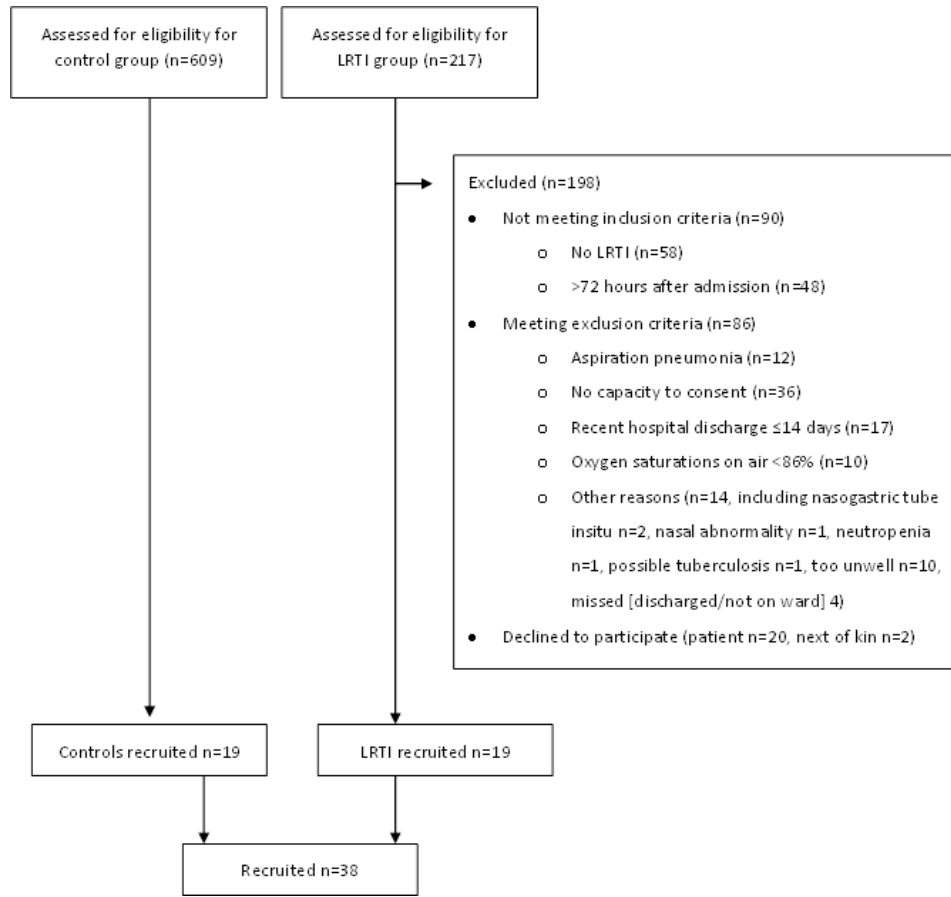 Assessed for eligibility for
control group (n=609)
Assessed for eligibility for
LRTI group (n=217)
Excluded (n=198)
● Not meeting inclusion criteria (n=90)
o No LRTI (n=58)
o >72 hours after admission (n=48)
● Meeting exclusion criteria (n=86)
o Aspiration pneumonia (n=12)
o No capacity to consent (n=36)
o Recent hospital discharge ≤14 days (n=17)
o Oxygen saturations on air <86% (n=10)
o Other reasons (n=14, including nasogastric tube
insitu n=2, nasal abnormality n=1, neutropenia
n=1, possible tuberculosis n=1, too unwell n=10,
missed [discharged/not on ward] 4)
● Declined to participate (patient n=20, next of kin n=2)
Controls recruited n=19
LRTI recruited n=19
Recruited n=38